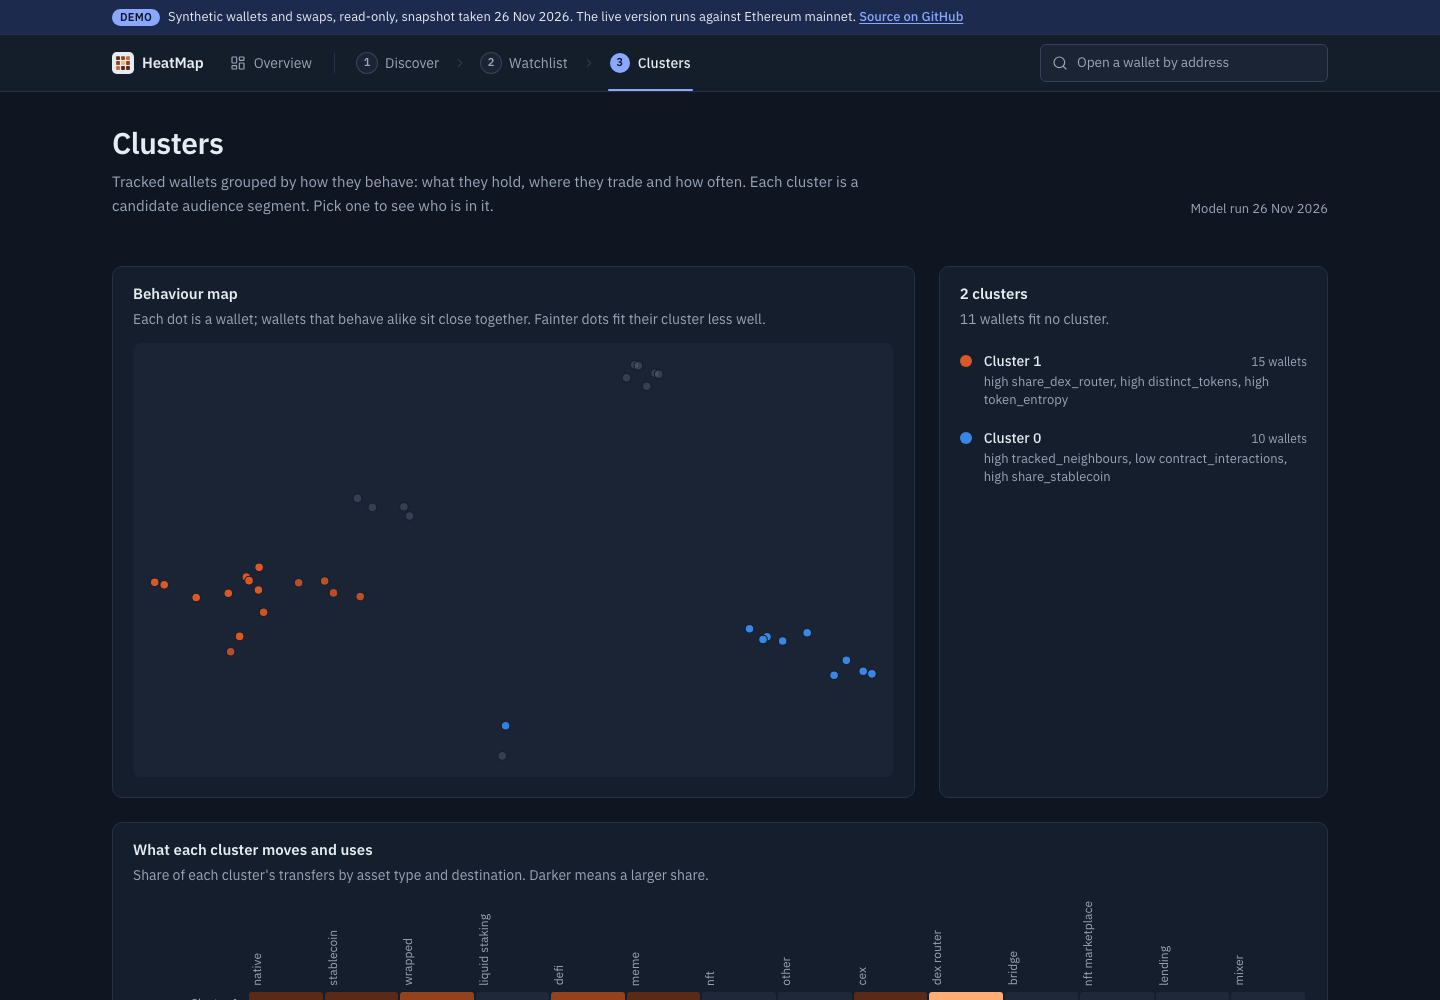 DEMO Synthetic wallets and swaps, read-only, snapshot taken 26 Nov 2026. The live version runs against Ethereum mainnet. Source on GitHub
HeatMap Overview 1 Discover 2 Watchlist 3 Clusters Open a wallet by address
Clusters
Tracked wallets grouped by how they behave: what they hold, where they trade and how often. Each cluster is a
candidate audience segment. Pick one to see who is in it.
Model run 26 Nov 2026
Behaviour map
Each dot is a wallet; wallets that behave alike sit close together. Fainter dots fit their cluster less well.
2 clusters
11 wallets fit no cluster.
Cluster 1 15 wallets
high share_dex_router, high distinct_tokens, high
token_entropy
Cluster 0 10 wallets
high tracked_neighbours, low contract_interactions,
high share_stablecoin
What each cluster moves and uses
Share of each cluster's transfers by asset type and destination. Darker means a larger share.
native
stablecoin
wrapped
liquid staking
defi
meme
nft
other
cex
dex router
bridge
nft marketplace
lending
mixer